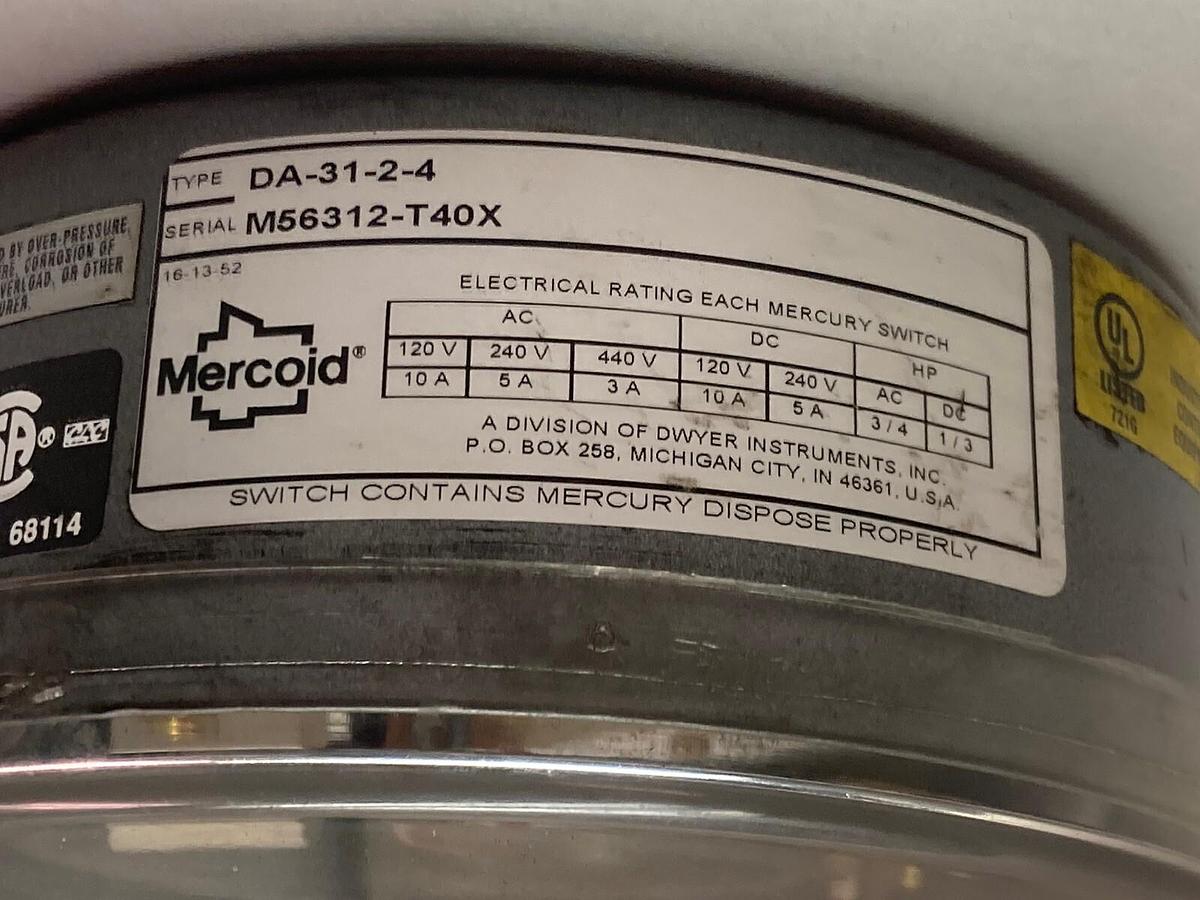 TYPE DA-31-2-4
SERIAL M56312-T40X
16-13-52
Mercoid®
ELECTRICAL RATING EACH MERCURY SWITCH
AC DC HP
120 V 240 V 440 V 120 V 240 V AC DC
10 A 5 A 3 A 10 A 5 A 3/4 1/3
A DIVISION OF DWYER INSTRUMENTS, INC.
P.O. BOX 258, MICHIGAN CITY, IN 46361, U.S.A.
SWITCH CONTAINS MERCURY DISPOSE PROPERLY
BY OVER-PRESSURE,
CORROSION OF
OR OTHER
®
68114
UL
LISTED
721G